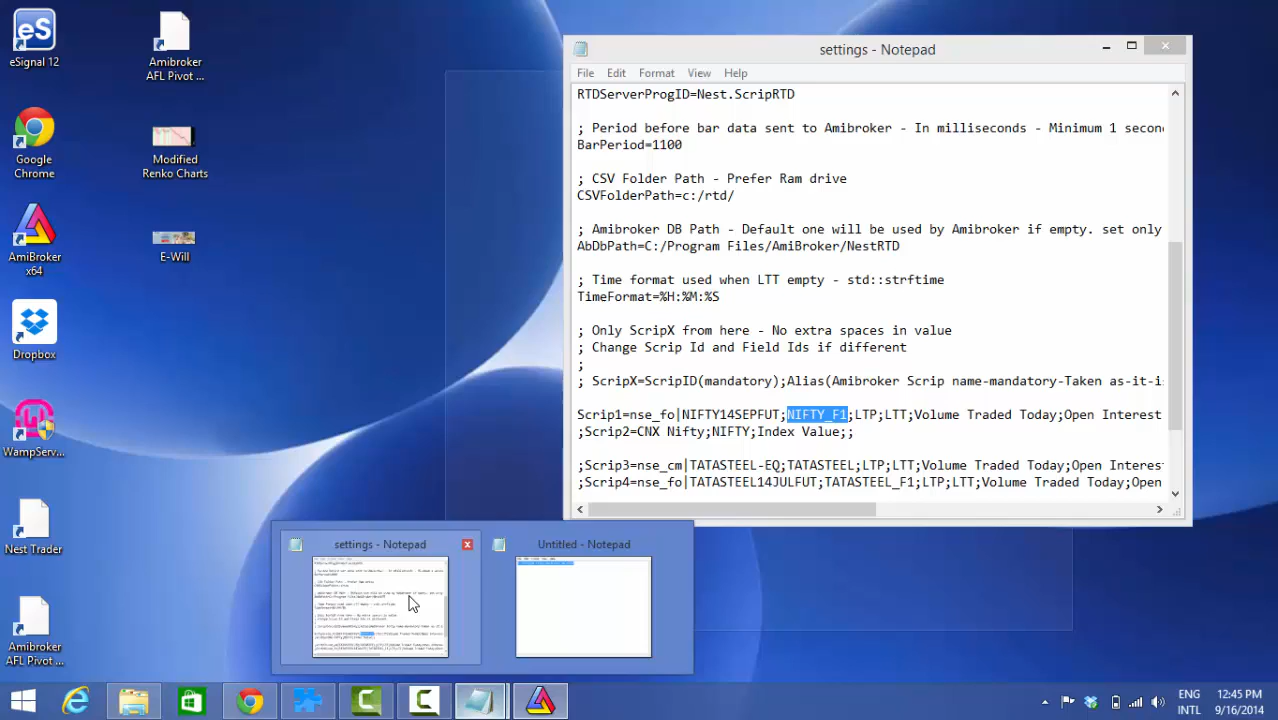 eSignal 12
Amibroker
AFL Pivot ...
Google
Chrome
Modified
Renko Charts
AmiBroker
x64
E-Will
Dropbox
WampServ...
Nest Trader
Amibroker
AFL Pivot ...
settings - Notepad
File Edit Format View Help
RTDServerProgID=Nest.ScripRTD
; Period before bar data sent to Amibroker - In milliseconds - Minimum 1 secon
BarPeriod=1100
; CSV Folder Path - Prefer Ram drive
CSVFolderPath=c:/rtd/
; Amibroker DB Path - Default one will be used by Amibroker if empty. set only
AbDbPath=C:/Program Files/AmiBroker/NestRTD
; Time format used when LTT empty - std::strftime
TimeFormat=%H:%M:%S
; Only ScripX from here - No extra spaces in value
; Change Scrip Id and Field Ids if different
;
; ScripX=ScripID(mandatory);Alias(Amibroker Scrip name-mandatory-Taken as-it-i
Scrip1=nse_fo|NIFTY14SEPFUT;NIFTY_F1;LTP;LTT;Volume Traded Today;Open Interest
;Scrip2=CNX Nifty;NIFTY;Index Value;;
;Scrip3=nse_cm|TATASTEEL-EQ;TATASTEEL;LTP;LTT;Volume Traded Today;Open Interes
;Scrip4=nse_fo|TATASTEEL14JULFUT;TATASTEEL_F1;LTP;LTT;Volume Traded Today;Open
settings - Notepad
Untitled - Notepad
ENG
INTL
12:45 PM
9/16/2014